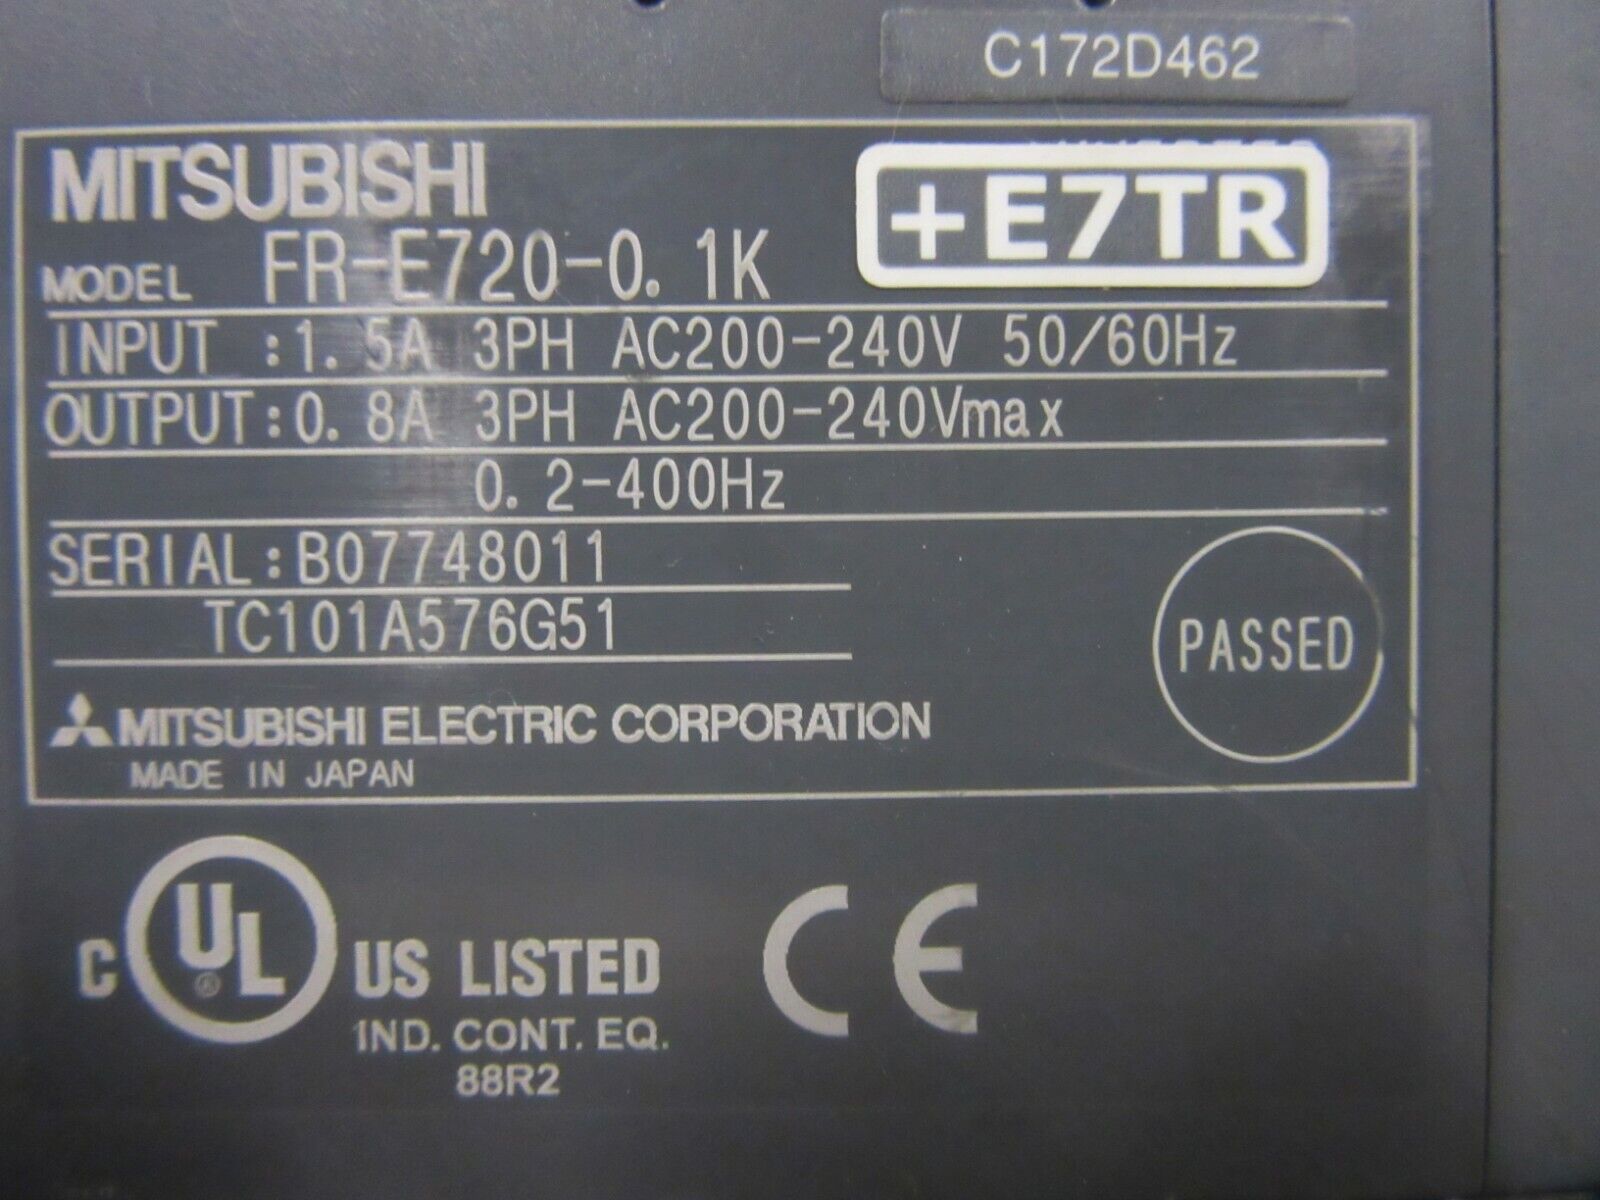 C172D462
MITSUBISHI
+E7TR
MODEL FR-E720-0.1K
INPUT :1.5A 3PH AC200-240V 50/60Hz
OUTPUT:0.8A 3PH AC200-240Vmax
0.2-400Hz
SERIAL:B07748011
TC101A576G51
PASSED
MITSUBISHI ELECTRIC CORPORATION
MADE IN JAPAN
C UL ® US LISTED
IND. CONT. EQ.
88R2
CE